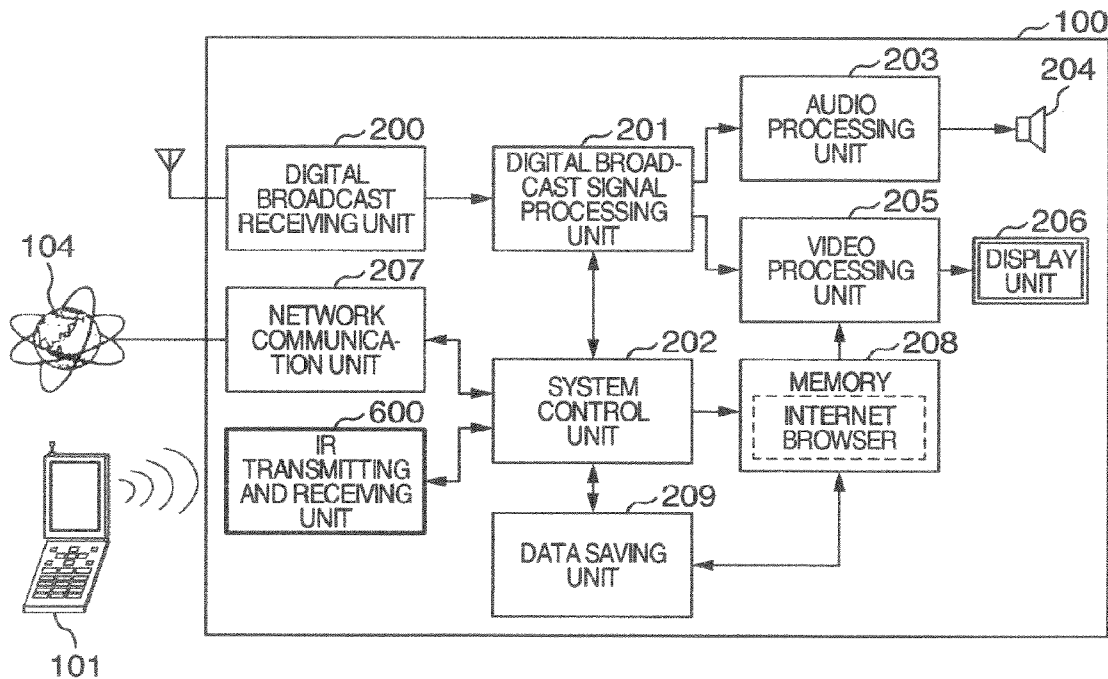 100
203
AUDIO
PROCESSING
UNIT
204
200
DIGITAL
BROADCAST
RECEIVING UNIT
201
DIGITAL BROAD-
CAST SIGNAL
PROCESSING
UNIT
205
VIDEO
PROCESSING
UNIT
206
DISPLAY
UNIT
104
207
NETWORK
COMMUNICA-
TION UNIT
202
SYSTEM
CONTROL
UNIT
208
MEMORY
INTERNET
BROWSER
600
IR
TRANSMITTING
AND RECEIVING
UNIT
209
DATA SAVING
UNIT
101